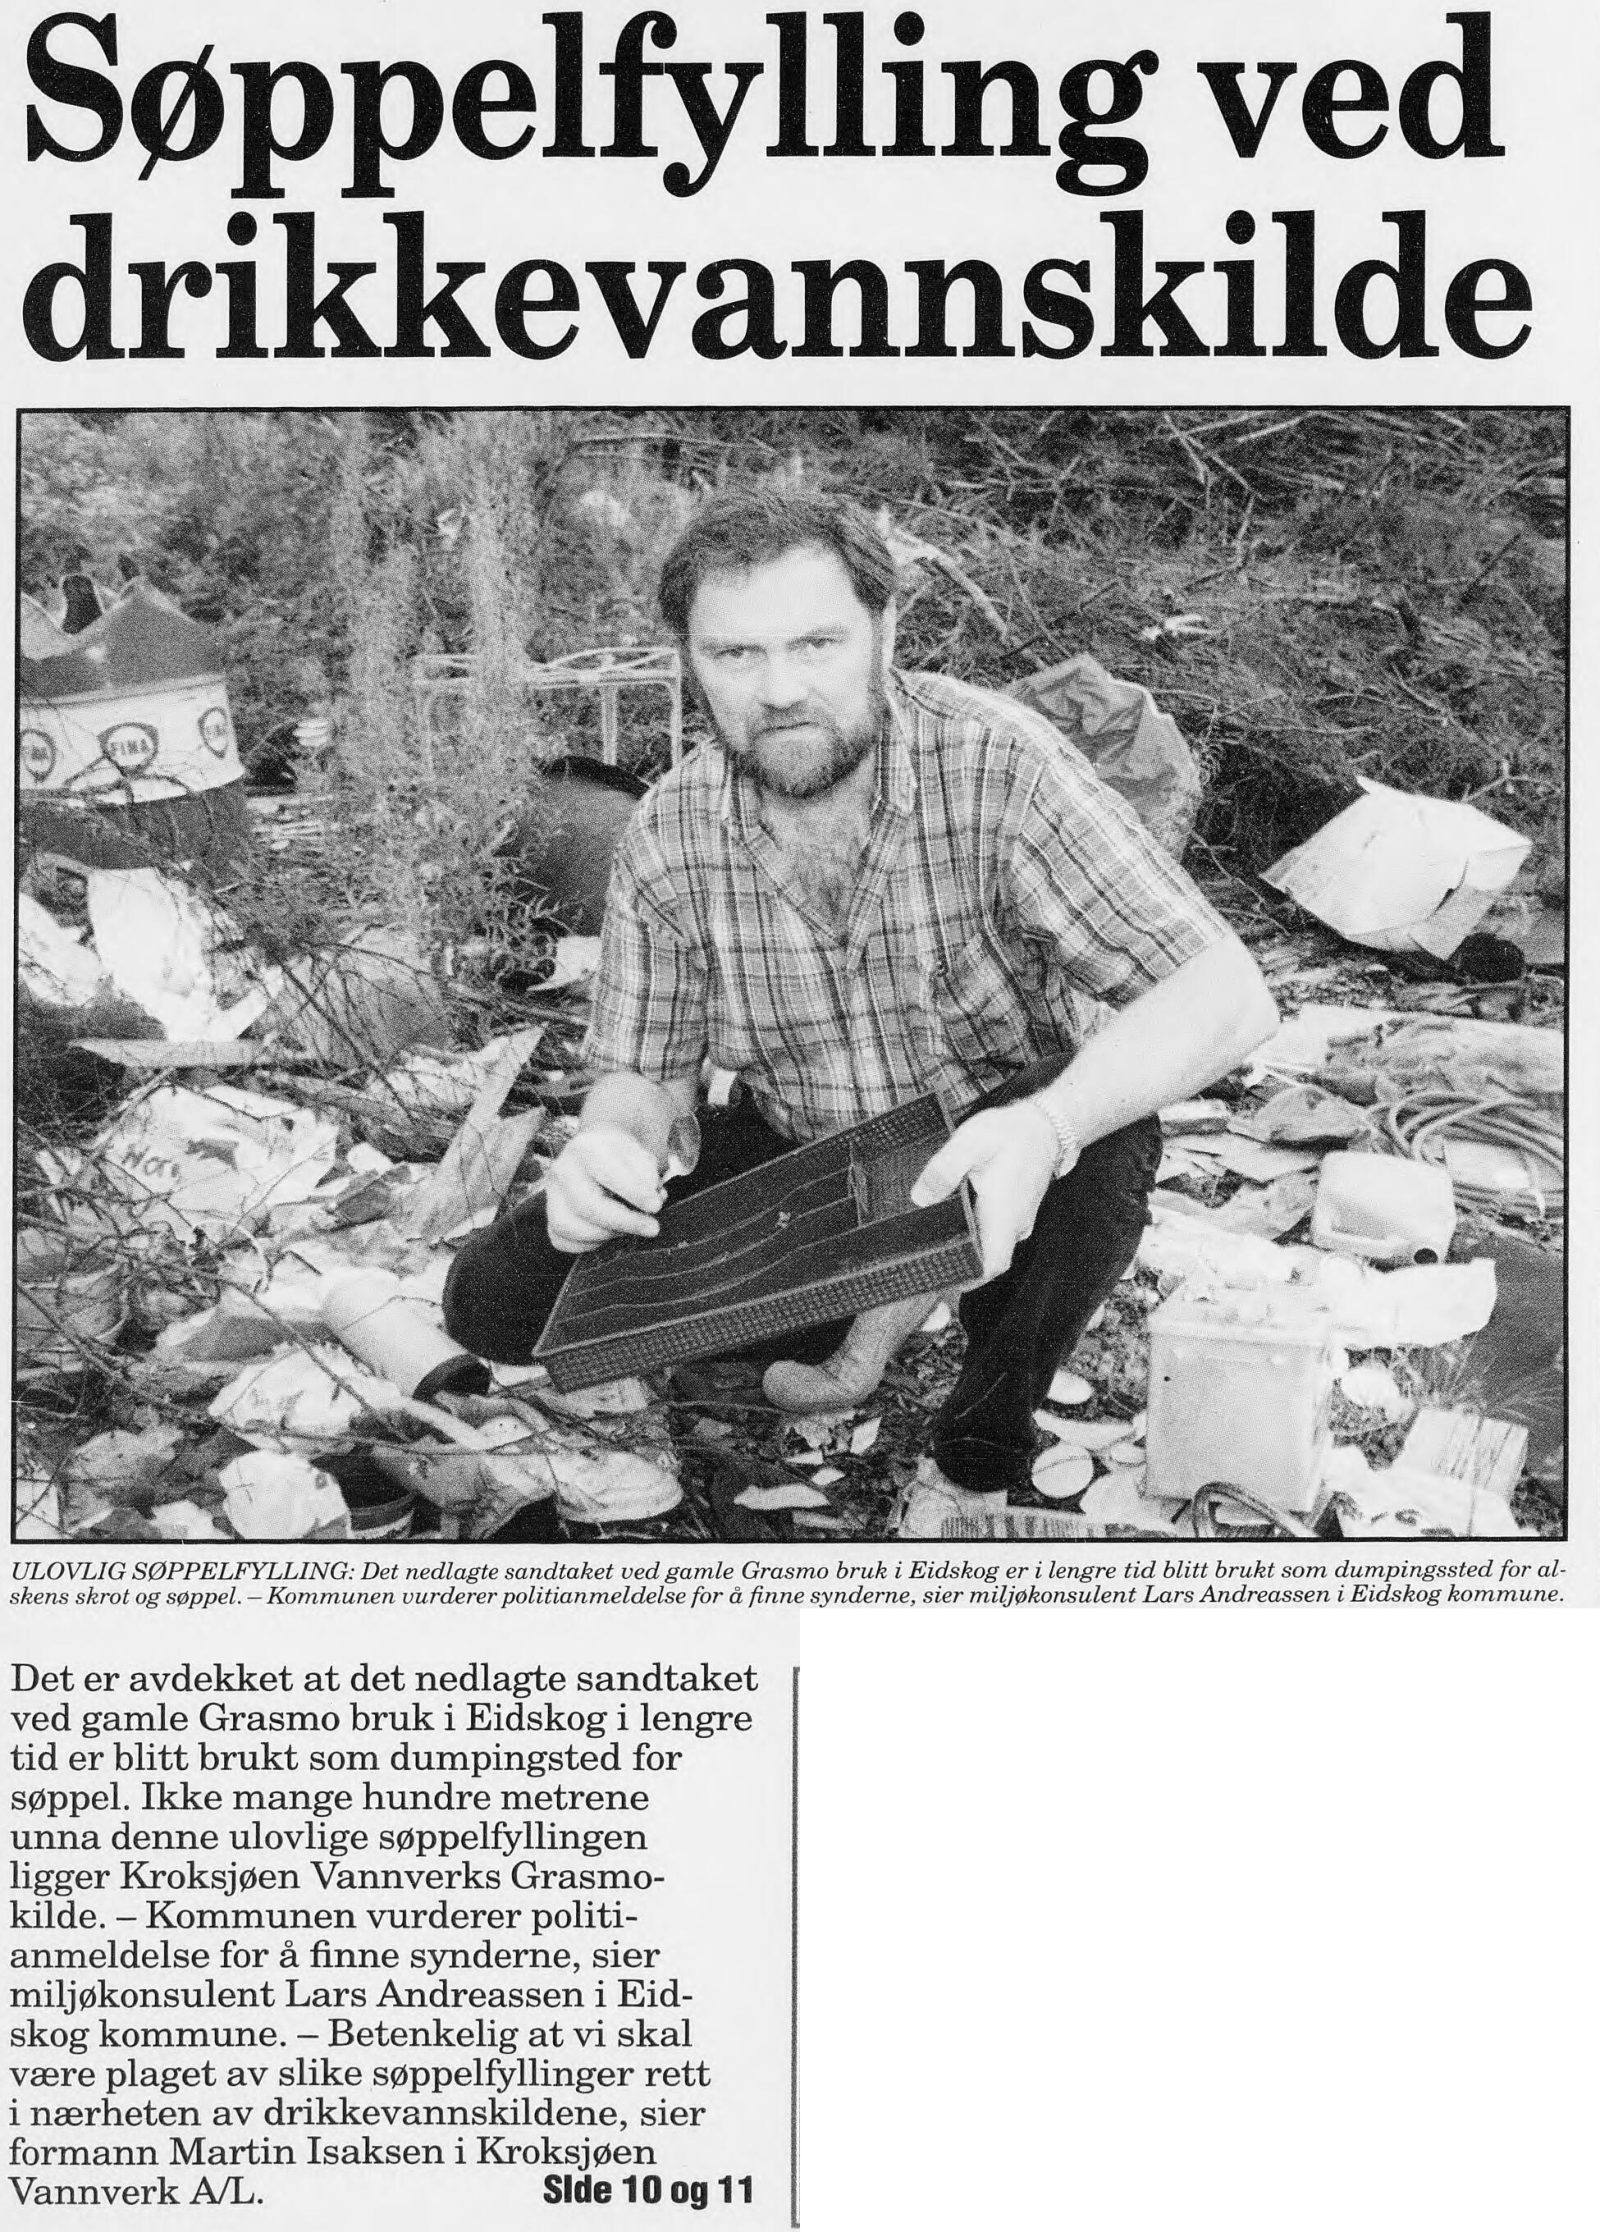 Søppelfylling ved
drikkevannskilde
FINA
ULOVLIG SØPPELFYLLING: Det nedlagte sandtaket ved gamle Grasmo bruk i Eidskog er i lengre tid blitt brukt som dumpingssted for al-
skens skrot og søppel. – Kommunen vurderer politianmeldelse for å finne synderne, sier miljøkonsulent Lars Andreassen i Eidskog kommune.
Det er avdekket at det nedlagte sandtaket
ved gamle Grasmo bruk i Eidskog i lengre
tid er blitt brukt som dumpingsted for
søppel. Ikke mange hundre metrene
unna denne ulovlige søppelfyllingen
ligger Kroksjøen Vannverks Grasmo-
kilde. – Kommunen vurderer politi-
anmeldelse for å finne synderne, sier
miljøkonsulent Lars Andreassen i Eid-
skog kommune. – Betenkelig at vi skal
være plaget av slike søppelfyllinger rett
i nærheten av drikkevannskildene, sier
formann Martin Isaksen i Kroksjøen
Vannverk A/L. SIde 10 og 11